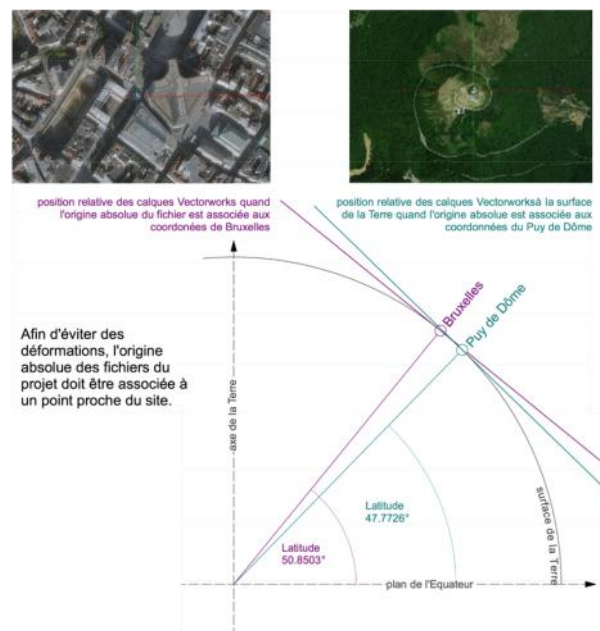 position relative des calques Vectorworks quand
l'origine absolue du fichier est associée aux
coordonées de Bruxelles
position relative des calques Vectorworksà la surface
de la Terre quand l'origine absolue est associée aux
coordonnées du Puy de Dôme
Bruxelles
Puy de Dôme
Afin d'éviter des
déformations, l'origine
absolue des fichiers du
projet doit être associée à
un point proche du site.
axe de la Terre
Latitude
47.7726°
Latitude
50.8503°
surface de la Terre
plan de l'Equateur